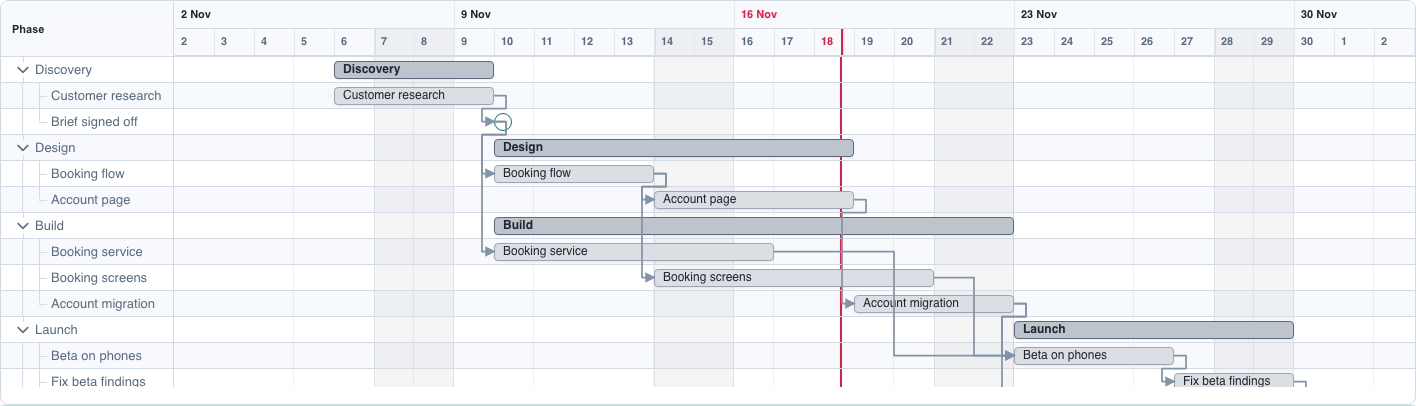 Phase
2 Nov 9 Nov 16 Nov 23 Nov 30 Nov
2 3 4 5 6 7 8 9 10 11 12 13 14 15 16 17 18 19 20 21 22 23 24 25 26 27 28 29 30 1 2
Discovery Discovery
Customer research Customer research
Brief signed off
Design Design
Booking flow Booking flow
Account page Account page
Build Build
Booking service Booking service
Booking screens Booking screens
Account migration Account migration
Launch Launch
Beta on phones Beta on phones
Fix beta findings Fix beta findings